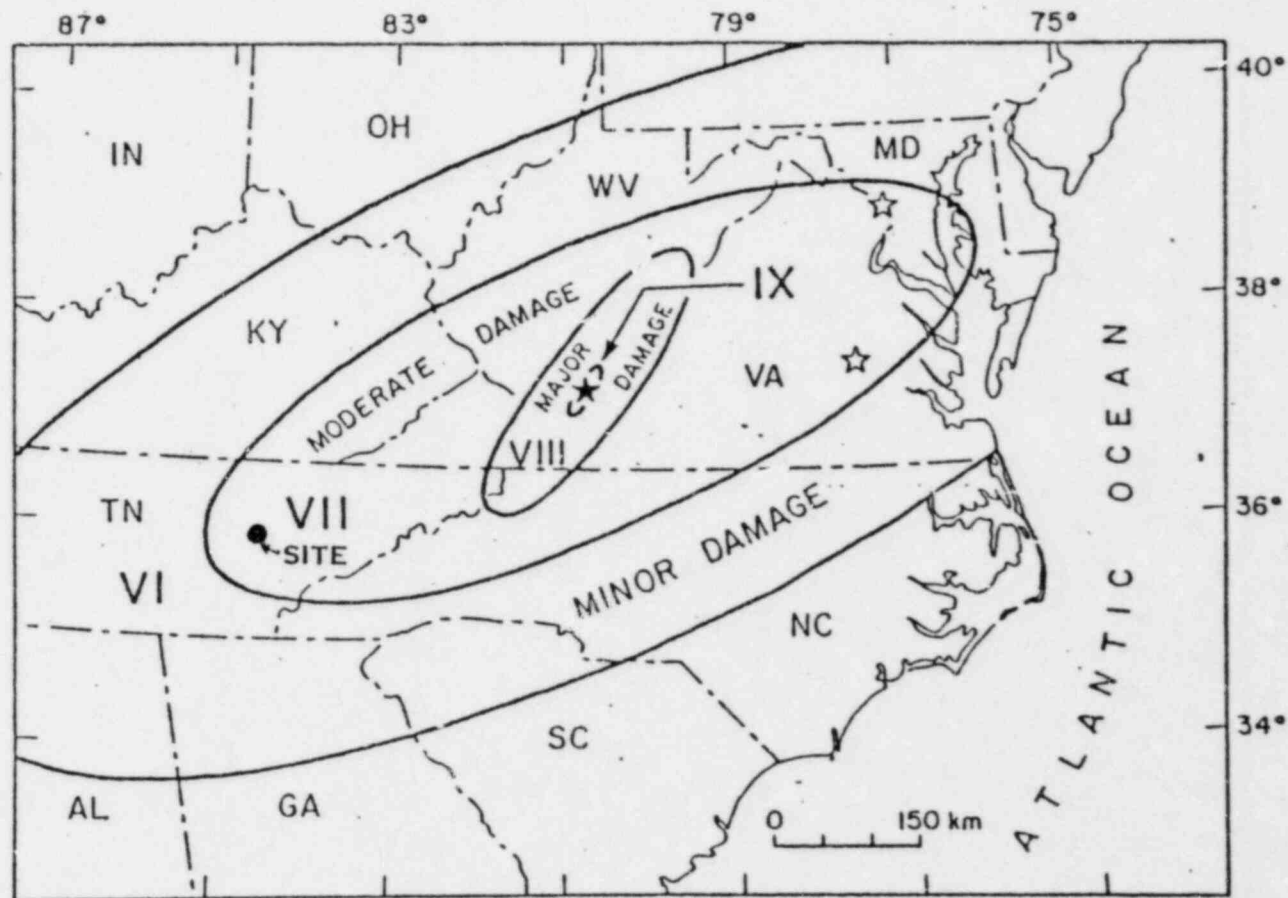 87° 83° 79° 75°
40°
OH
IN
MD
WV
38°
IX
KY
MODERATE DAMAGE
MAJOR DAMAGE
VA
VIII
TN
VII
36°
SITE
VI
MINOR DAMAGE
NC
ATLANTIC OCEAN
34°
SC
AL
GA
0 150 km